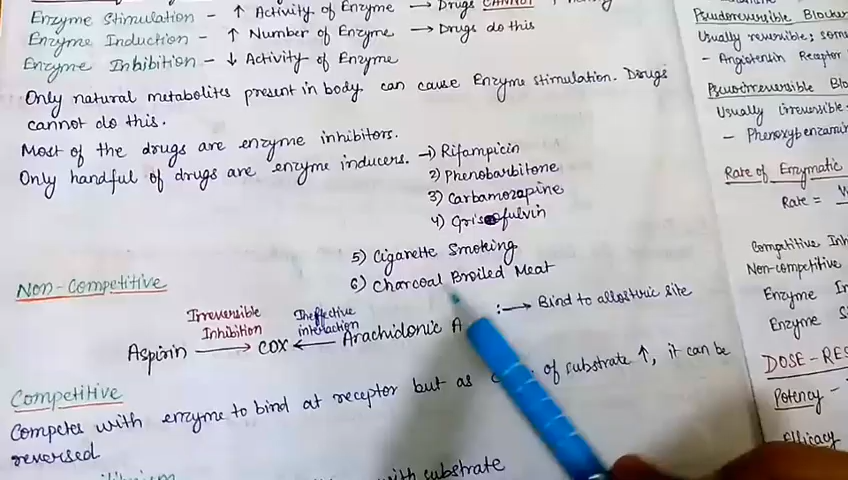 Enzyme Stimulation - ↑ Activity of Enzyme → Drugs CANNOT
Enzyme Induction - ↑ Number of Enzyme → Drugs do this
Enzyme Inhibition - ↓ Activity of Enzyme
Only natural metabolites present in body can cause Enzyme stimulation. Drugs
cannot do this.
Most of the drugs are enzyme inhibitors.
Only handful of drugs are enzyme inducers. → 1) Rifampicin
2) Phenobarbitone
3) Carbamazapine
4) Griseofulvin
5) Cigarette Smoking
6) Charcoal Broiled Meat
Non-Competitive
Irreversible Inhibition
Ineffective interaction
Aspirin → COX ← Arachidonic A : → Bind to allostric site
Competitive
Competes with enzyme to bind at receptor but as of substrate ↑, it can be
reversed
with substrate
Pseudoreversible Blocker
Usually reversible; som
- Angiotensin Receptor
Pseudoirreversible Blo
Usually irreversible
- Phenoxybenzamin
Rate of Enzymatic
Rate =
Competitive Inh
Non-competitive
Enzyme In
Enzyme S
DOSE-RES
Potency -
Efficacy